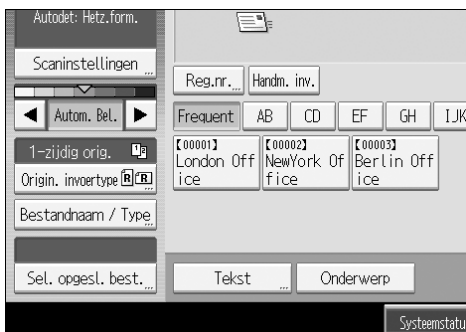 Autodet: Hetz.form.
Scaninstellingen
Reg.nr. Handm. inv.
Autom. Bel.
Frequent AB CD EF GH IJK
1-zijdig orig.
[00001] [00002] [00003]
London Off NewYork Of Berlin Off
ice fice ice
Origin. invoertype
Bestandnaam / Type
Sel. opgesl. best. Tekst Onderwerp
Systeemstatu